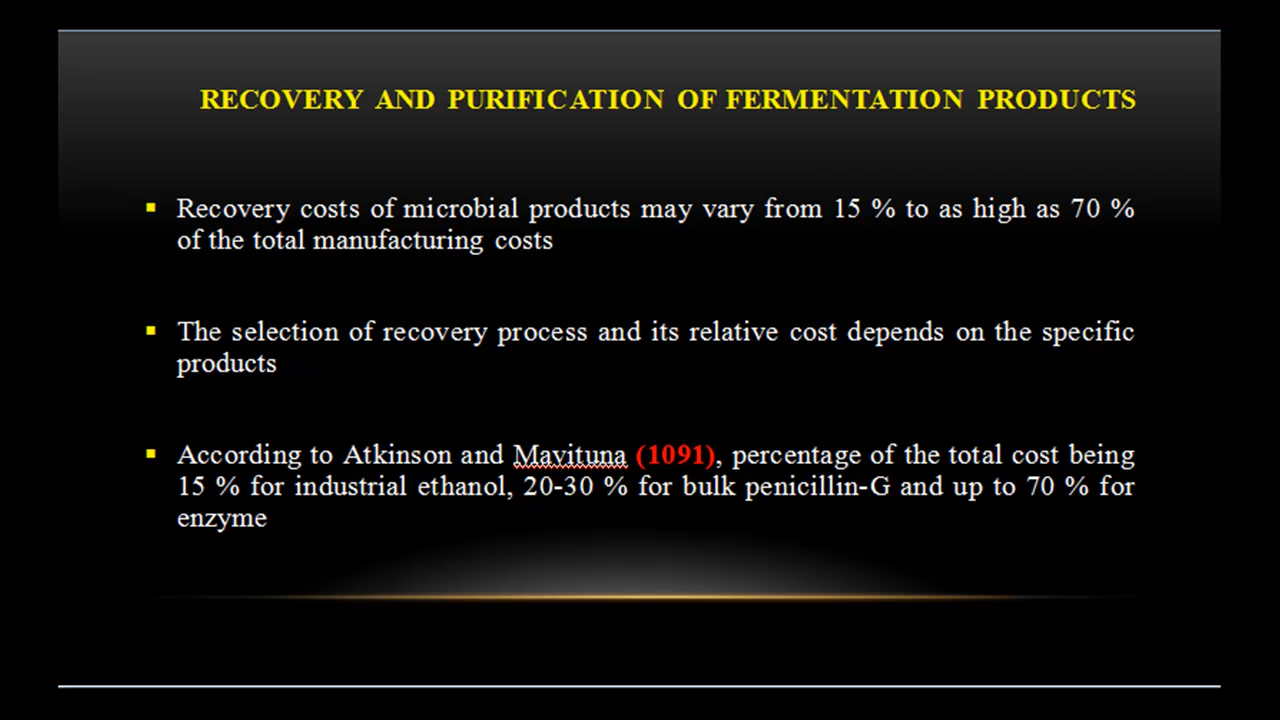 RECOVERY AND PURIFICATION OF FERMENTATION PRODUCTS
Recovery costs of microbial products may vary from 15 % to as high as 70 %
of the total manufacturing costs
The selection of recovery process and its relative cost depends on the specific
products
According to Atkinson and Mavituna (1091), percentage of the total cost being
15 % for industrial ethanol, 20-30 % for bulk penicillin-G and up to 70 % for
enzyme